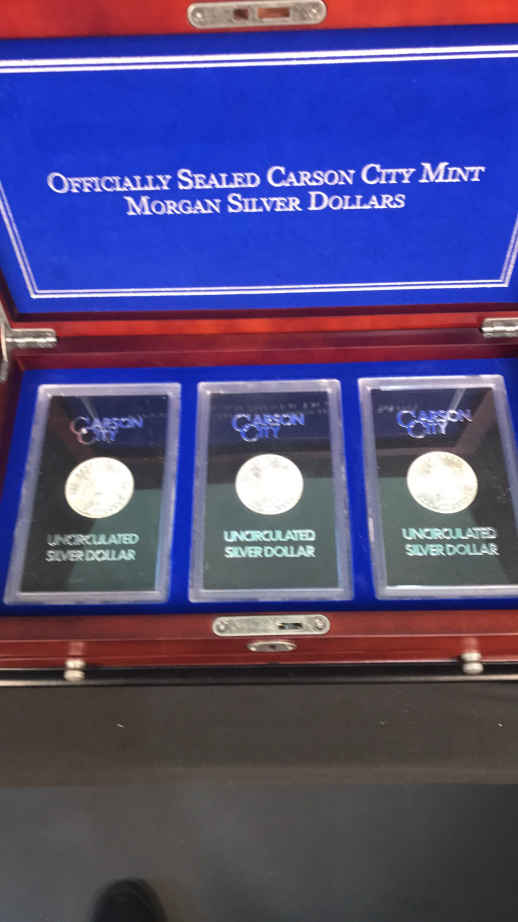 OFFICIALLY SEALED CARSON CITY MINT
MORGAN SILVER DOLLARS
CARSON
CITY
UNCIRCULATED
SILVER DOLLAR
CARSON
CITY
UNCIRCULATED
SILVER DOLLAR
CARSON
CITY
UNCIRCULATED
SILVER DOLLAR